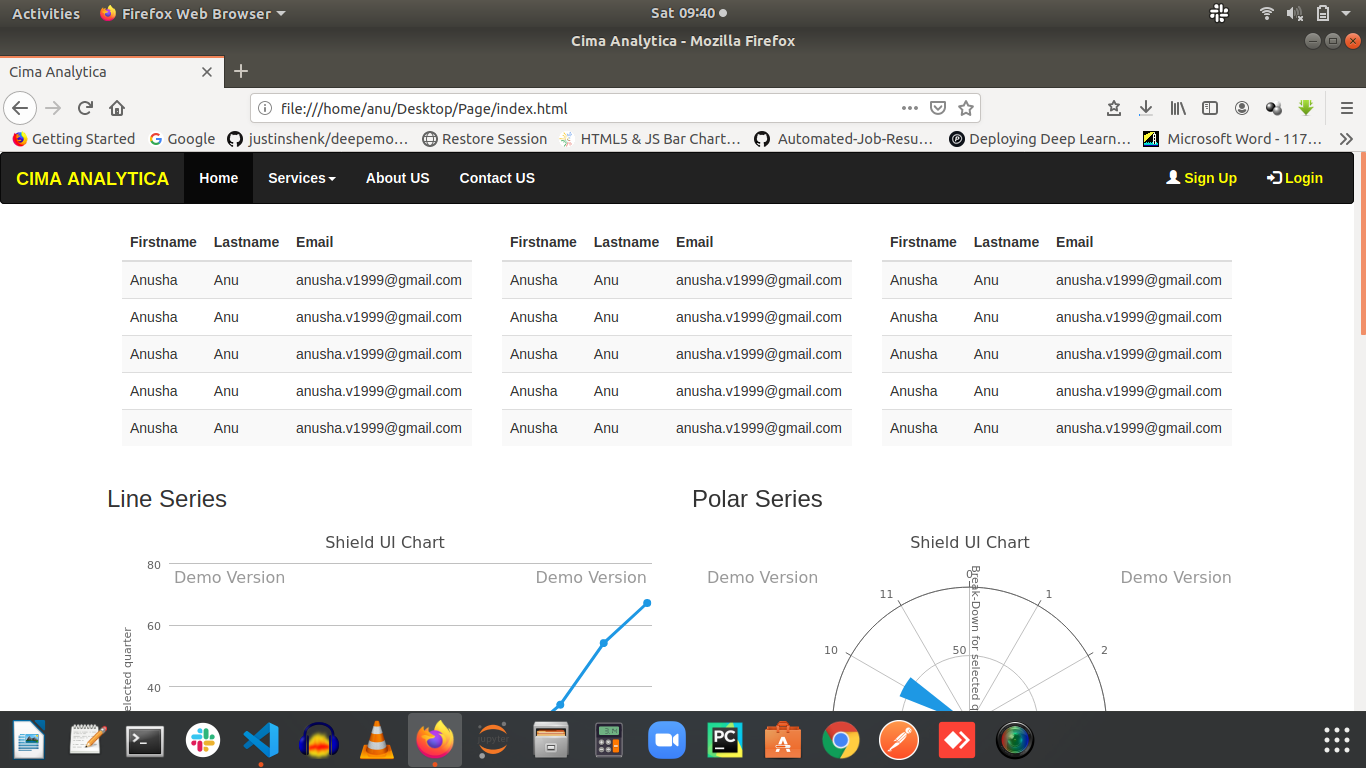 Activities Firefox Web Browser Sat 09:40
Cima Analytica - Mozilla Firefox
Cima Analytica
file:///home/anu/Desktop/Page/index.html
Getting Started Google justinshenk/deepemo… Restore Session HTML5 & JS Bar Chart… Automated-Job-Resu… Deploying Deep Learn… Microsoft Word - 117…
CIMA ANALYTICA Home Services About US Contact US Sign Up Login
Firstname Lastname Email Firstname Lastname Email Firstname Lastname Email
Anusha Anu anusha.v1999@gmail.com Anusha Anu anusha.v1999@gmail.com Anusha Anu anusha.v1999@gmail.com
Anusha Anu anusha.v1999@gmail.com Anusha Anu anusha.v1999@gmail.com Anusha Anu anusha.v1999@gmail.com
Anusha Anu anusha.v1999@gmail.com Anusha Anu anusha.v1999@gmail.com Anusha Anu anusha.v1999@gmail.com
Anusha Anu anusha.v1999@gmail.com Anusha Anu anusha.v1999@gmail.com Anusha Anu anusha.v1999@gmail.com
Anusha Anu anusha.v1999@gmail.com Anusha Anu anusha.v1999@gmail.com Anusha Anu anusha.v1999@gmail.com
Line Series Polar Series
Shield UI Chart Shield UI Chart
80
Demo Version Demo Version Demo Version Demo Version
60
40
elected quarter
0
11 1
10 2
50
Break-Down for selected q
PC
jupyter